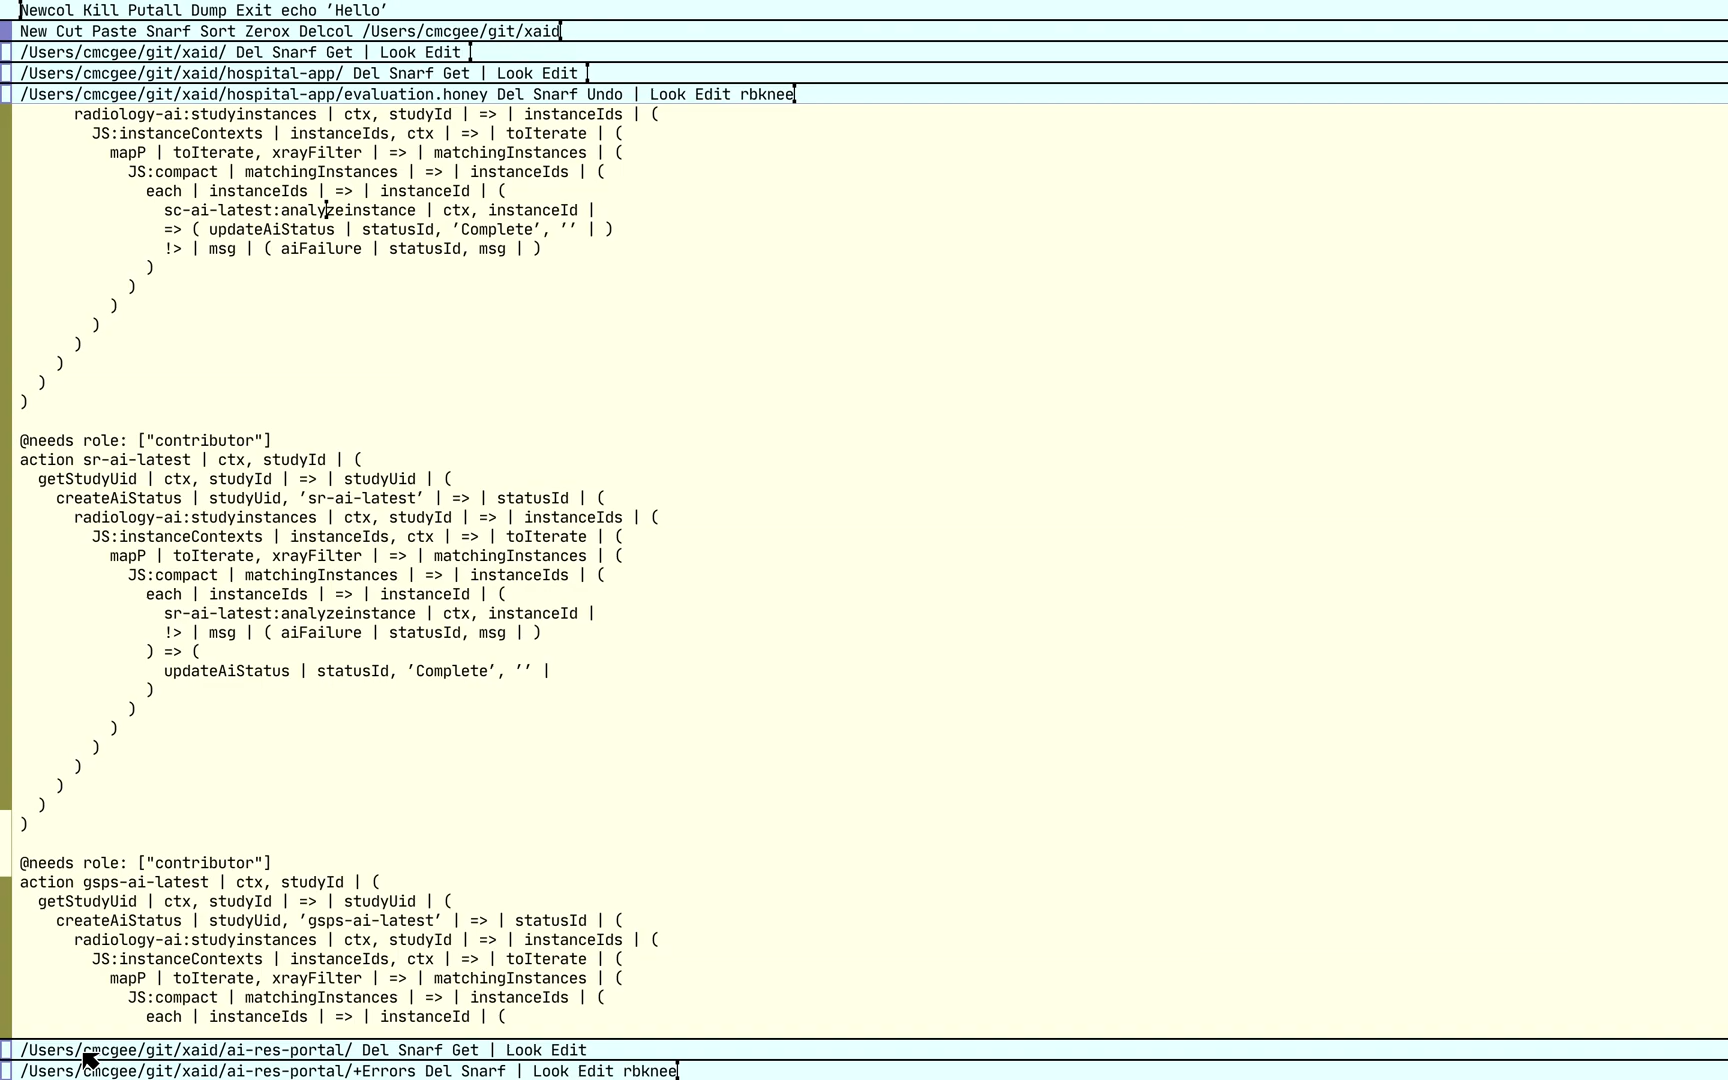 Newcol Kill Putall Dump Exit echo ’Hello’
New Cut Paste Snarf Sort Zerox Delcol /Users/cmcgee/git/xaid
/Users/cmcgee/git/xaid/ Del Snarf Get | Look Edit
/Users/cmcgee/git/xaid/hospital-app/ Del Snarf Get | Look Edit
/Users/cmcgee/git/xaid/hospital-app/evaluation.honey Del Snarf Undo | Look Edit rbknee
      radiology-ai:studyinstances | ctx, studyId | => | instanceIds | (
        JS:instanceContexts | instanceIds, ctx | => | toIterate | (
          mapP | toIterate, xrayFilter | => | matchingInstances | (
            JS:compact | matchingInstances | => | instanceIds | (
              each | instanceIds | => | instanceId | (
                sc-ai-latest:analyzeinstance | ctx, instanceId |
                => ( updateAiStatus | statusId, ’Complete’, ’’ | )
                !> | msg | ( aiFailure | statusId, msg | )
              )
            )
          )
        )
      )
    )
  )
)

@needs role: ["contributor"]
action sr-ai-latest | ctx, studyId | (
  getStudyUid | ctx, studyId | => | studyUid | (
    createAiStatus | studyUid, ’sr-ai-latest’ | => | statusId | (
      radiology-ai:studyinstances | ctx, studyId | => | instanceIds | (
        JS:instanceContexts | instanceIds, ctx | => | toIterate | (
          mapP | toIterate, xrayFilter | => | matchingInstances | (
            JS:compact | matchingInstances | => | instanceIds | (
              each | instanceIds | => | instanceId | (
                sr-ai-latest:analyzeinstance | ctx, instanceId |
                !> | msg | ( aiFailure | statusId, msg | )
              ) => (
                updateAiStatus | statusId, ’Complete’, ’’ |
              )
            )
          )
        )
      )
    )
  )
)

@needs role: ["contributor"]
action gsps-ai-latest | ctx, studyId | (
  getStudyUid | ctx, studyId | => | studyUid | (
    createAiStatus | studyUid, ’gsps-ai-latest’ | => | statusId | (
      radiology-ai:studyinstances | ctx, studyId | => | instanceIds | (
        JS:instanceContexts | instanceIds, ctx | => | toIterate | (
          mapP | toIterate, xrayFilter | => | matchingInstances | (
            JS:compact | matchingInstances | => | instanceIds | (
              each | instanceIds | => | instanceId | (
/Users/cmcgee/git/xaid/ai-res-portal/ Del Snarf Get | Look Edit
/Users/cmcgee/git/xaid/ai-res-portal/+Errors Del Snarf | Look Edit rbknee